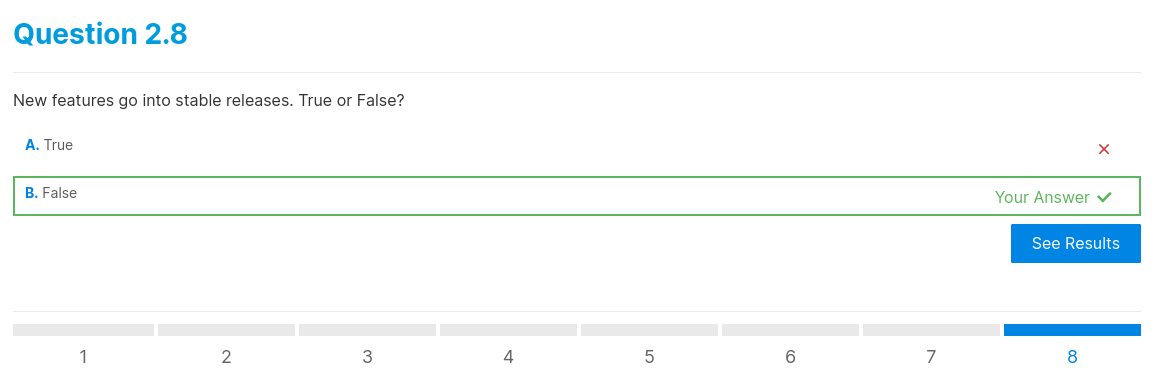 Question 2.8
New features go into stable releases. True or False?
A. True
B. False
Your Answer
See Results
1 2 3 4 5 6 7 8